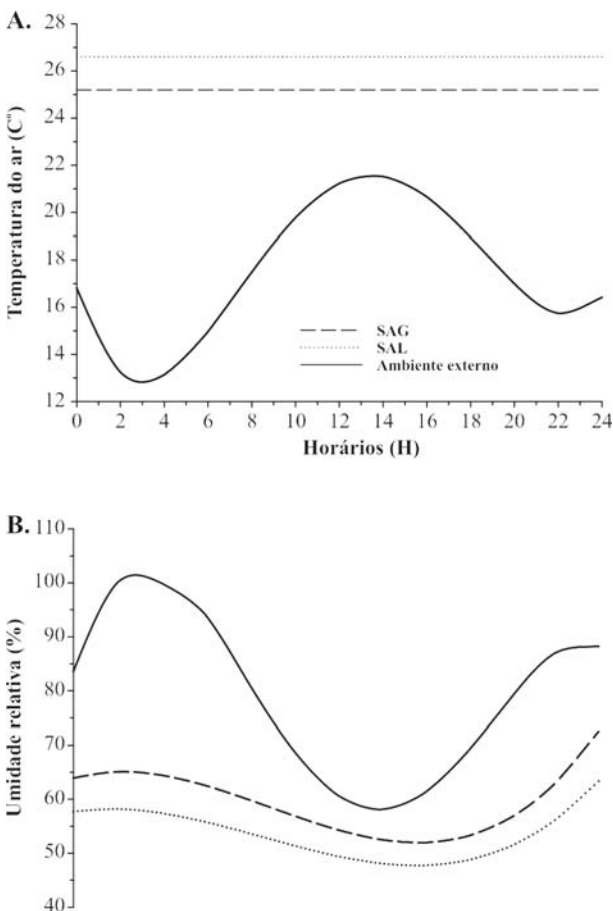 A.
Temperatura do ar (Cº)
28
26
24
22
20
18
16
14
12
SAG
SAL
Ambiente externo
0 2 4 6 8 10 12 14 16 18 20 22 24
Horários (H)
B.
Umidade relativa (%)
110
100
90
80
70
60
50
40